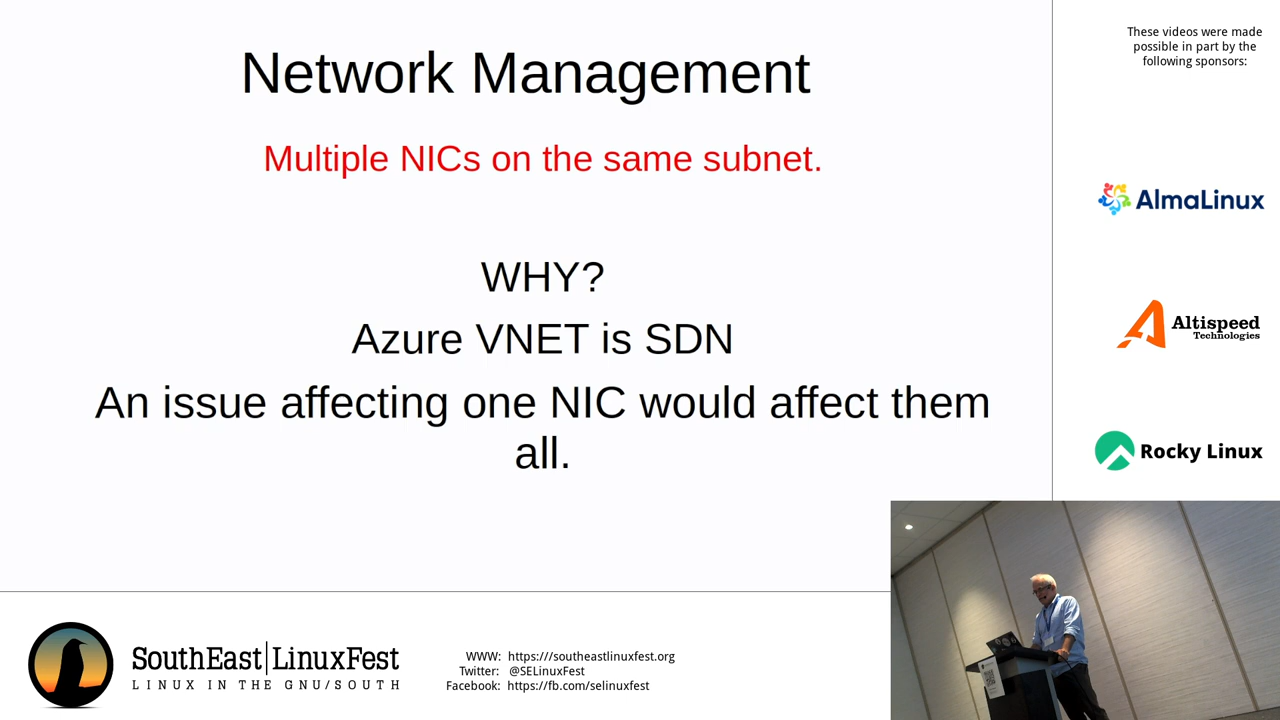 Network Management
Multiple NICs on the same subnet.
WHY?
Azure VNET is SDN
An issue affecting one NIC would affect them
all.
These videos were made
possible in part by the
following sponsors:
AlmaLinux
Altispeed
Technologies
Rocky Linux
SouthEast LinuxFest
LINUX IN THE GNU/SOUTH
WWW: https://southeastlinuxfest.org
Twitter: @SELinuxFest
Facebook: https://fb.com/selinuxfest